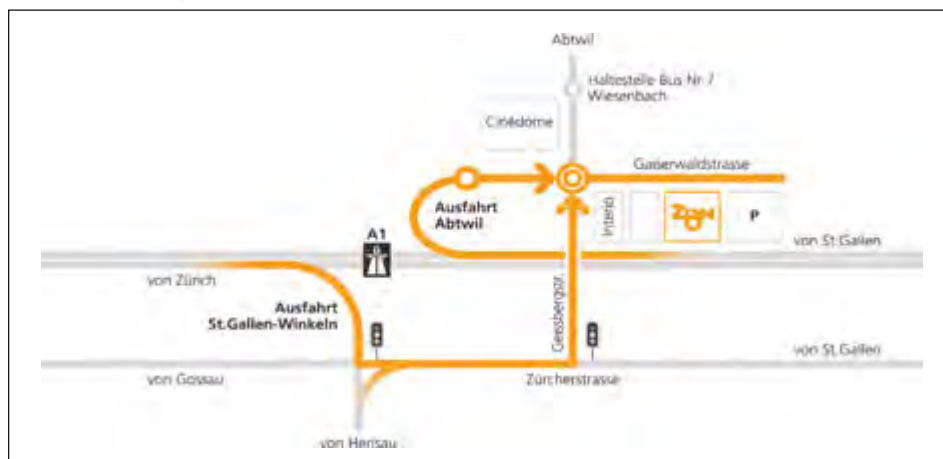 Abtwil
Haltestelle Bus Nr 7
Wiesenbach
Cinédome
Gaiserwaldstrasse
Ausfahrt
Abtwil
Interio
P
A1
von St.Gallen
von Zürich
Ausfahrt
St.Gallen-Winkeln
Geissbergstr.
von St.Gallen
von Gossau
Zürcherstrasse
von Herisau